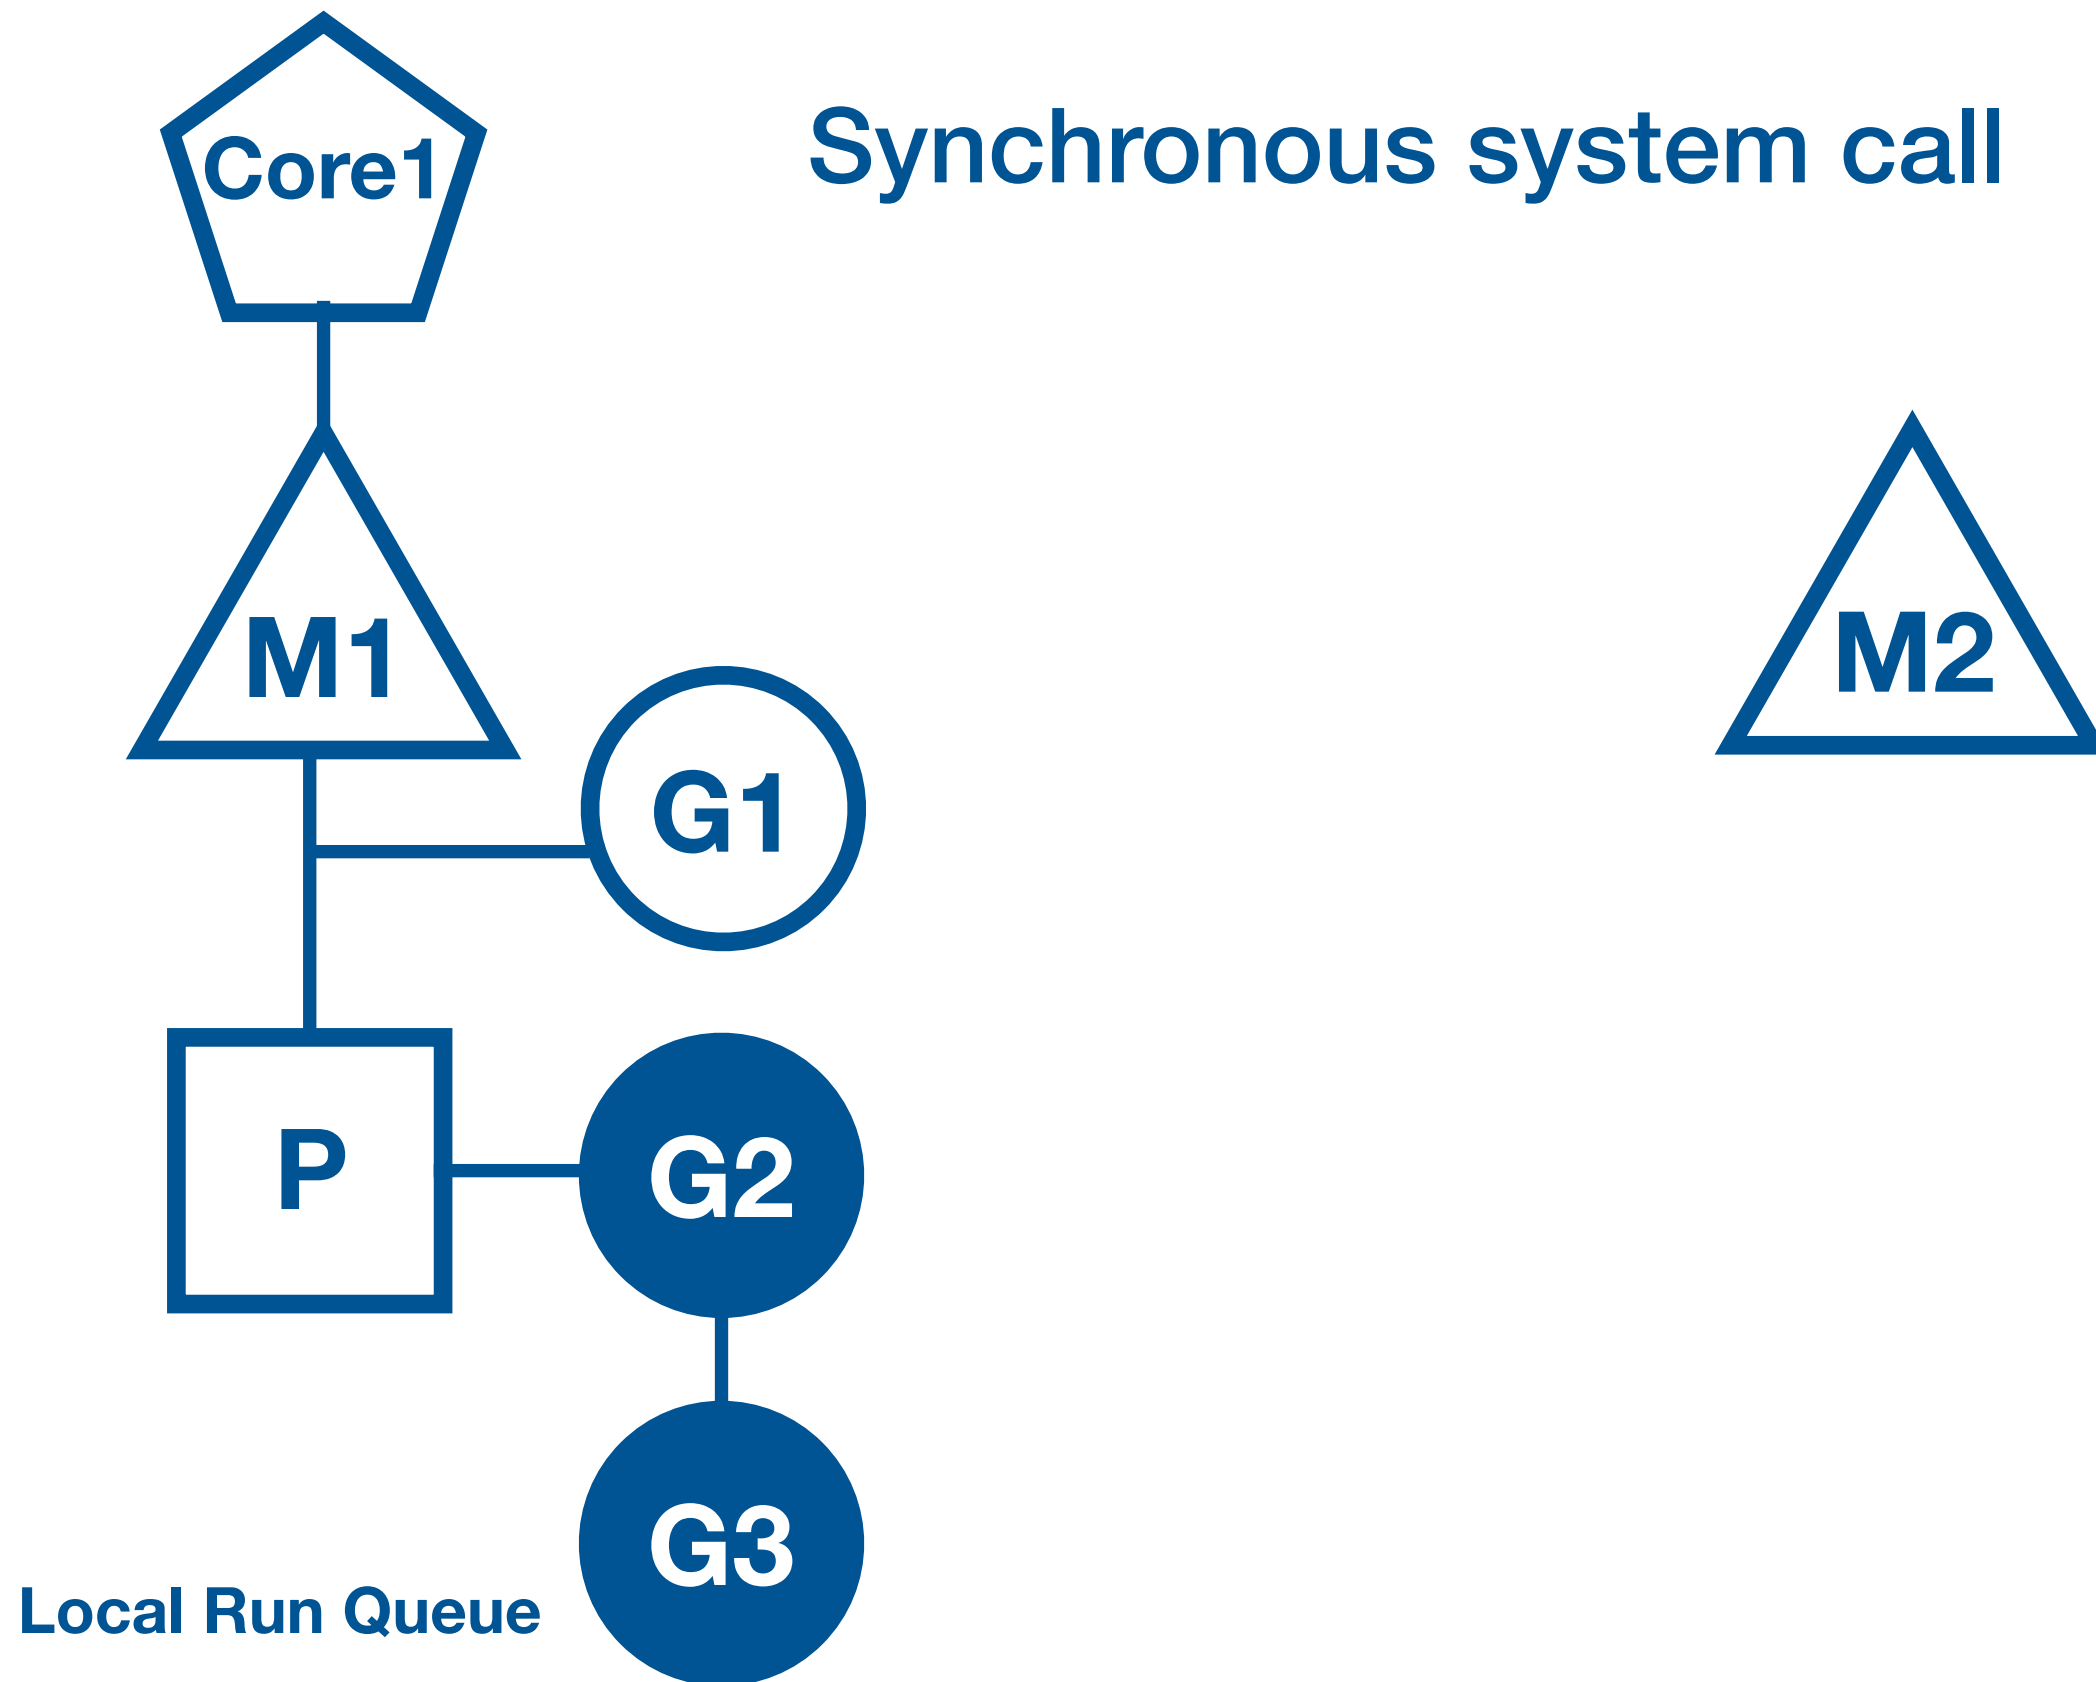 Core1
Synchronous system call
M1
M2
G1
P
G2
G3
Local Run Queue